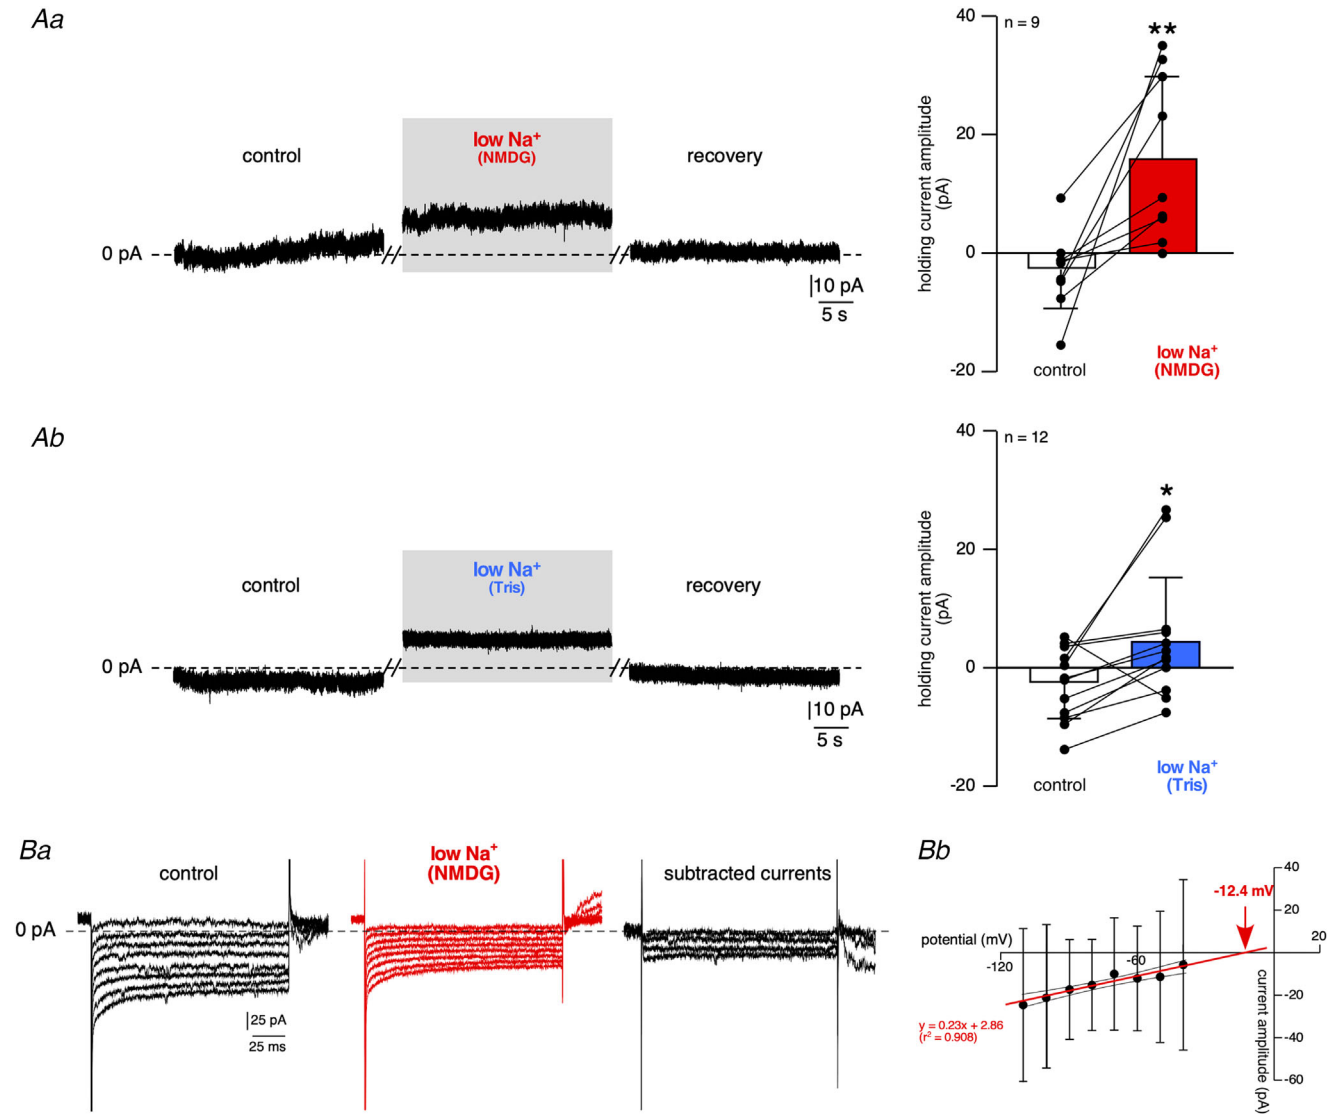 Aa
control
low Na+
(NMDG)
recovery
0 pA
10 pA
5 s
40
n = 9
**
20
0
-20
holding current amplitude
(pA)
control
low Na+
(NMDG)
Ab
control
low Na+
(Tris)
recovery
0 pA
10 pA
5 s
40
n = 12
*
20
0
-20
holding current amplitude
(pA)
control
low Na+
(Tris)
Ba
control
low Na+
(NMDG)
subtracted currents
0 pA
25 pA
25 ms
Bb
40
-12.4 mV
20
potential (mV)
20
-120
-60
-20
-40
-60
current amplitude (pA)
y = 0.23x + 2.86
(r2 = 0.908)